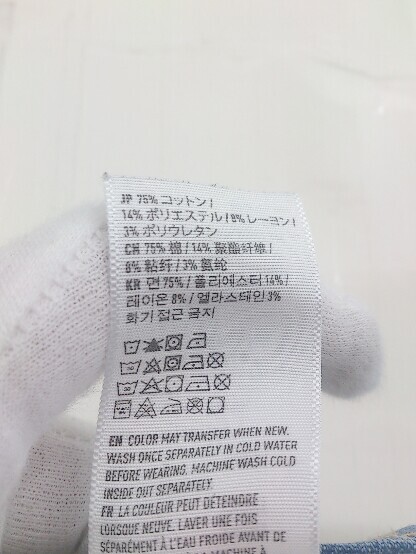 JP 75% コットン /
14% ポリエステル / 8% レーヨン /
3% ポリウレタン
CN 75% 棉 / 14% 聚酯纤维 /
8% 粘纤 / 3% 氨纶
KR 면 75% / 폴리에스터 14% /
레이온 8% / 엘라스테인 3%
화기 접근 금지
EN COLOR MAY TRANSFER WHEN NEW.
WASH ONCE SEPARATELY IN COLD WATER
BEFORE WEARING. MACHINE WASH COLD
INSIDE OUT SEPARATELY
FR LA COULEUR PEUT DÉTEINDRE
LORSQUE NEUVE. LAVER UNE FOIS
SÉPARÉMENT À L'EAU FROIDE AVANT DE